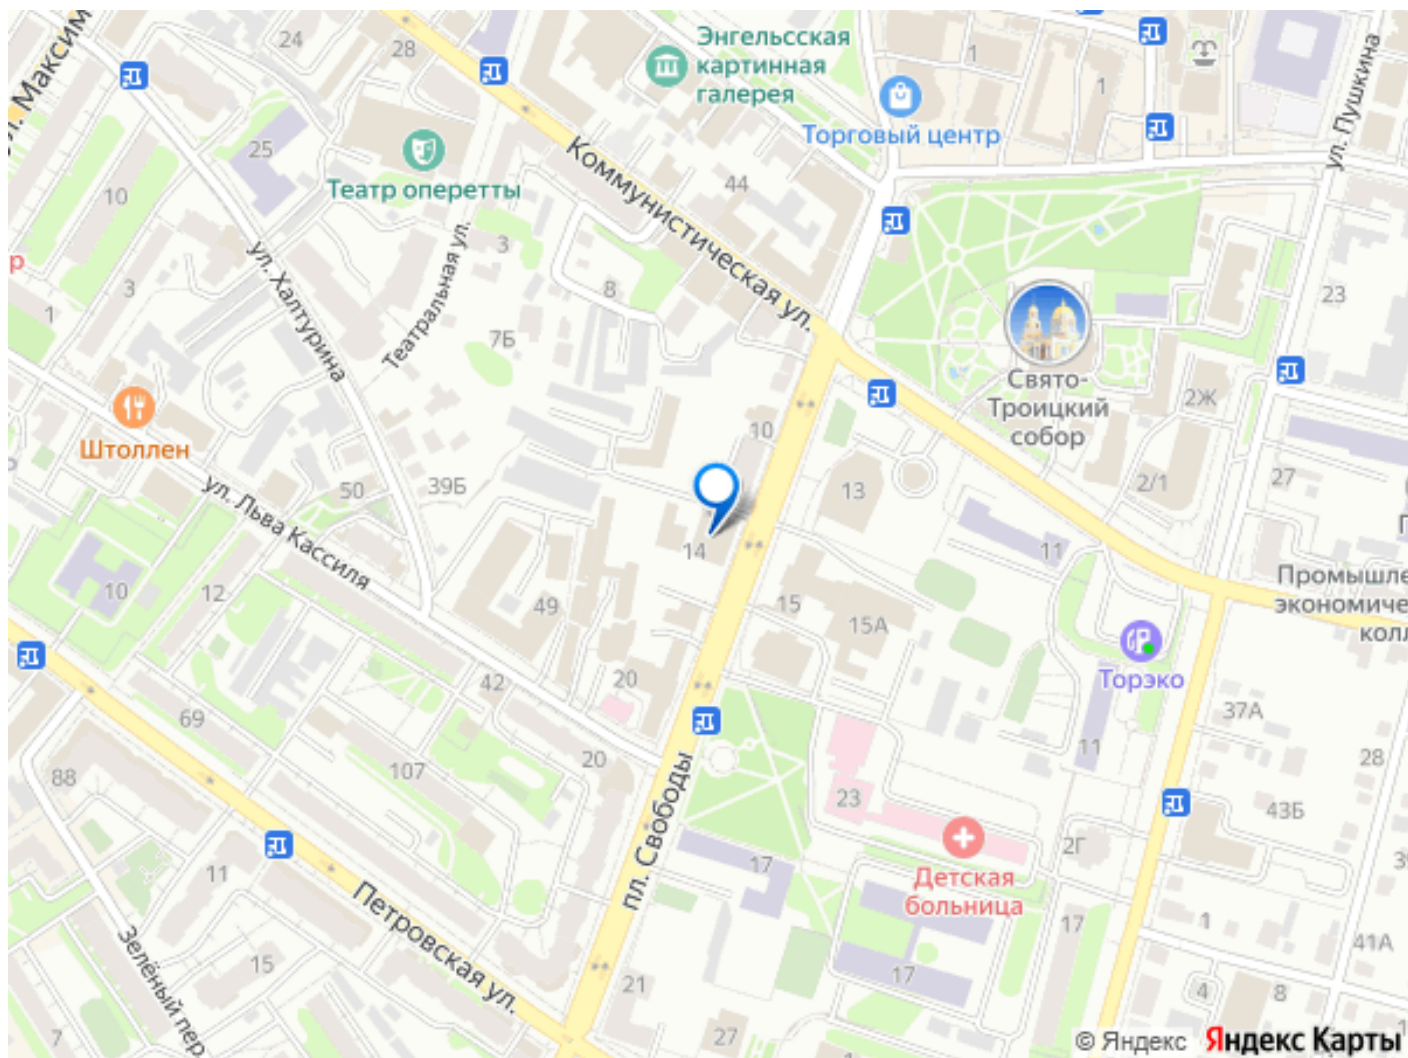 24
28
Энгельсская
картинная
галерея
1
1
ул. Пушкина
ул. Максим
25
Театр оперетты
Торговый центр
10
44
Коммунистическая ул.
3
8
р
3
1
ул. Халтурина
Театральная ул.
7Б
23
Свято-
Троицкий
собор
2Ж
Штоллен
10
50
39Б
13
2/1
27
ул. Льва Кассиля
14
11
10
12
49
15
15А
Промышле
экономиче
колл
Торэко
20
42
37А
69
11
28
107
20
88
23
43Б
пл. Свободы
2Г
17
11
Детская
больница
Петровская ул.
17
1
41А
Зелёный пер
15
17
21
4
8
7
27
© Яндекс Яндекс Карты